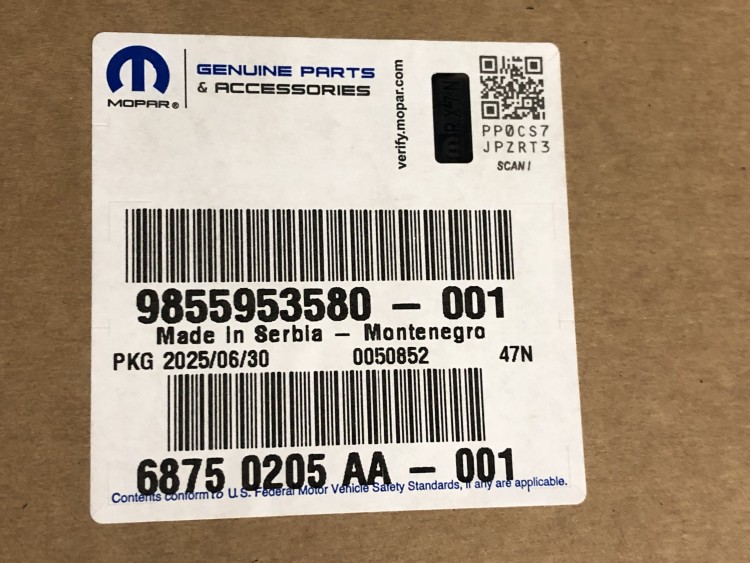 MOPAR®
GENUINE PARTS
& ACCESSORIES
verify.mopar.com
PP0CS7
JPZRT3
SCAN!
9855953580 - 001
Made In Serbia - Montenegro
PKG 2025/06/30 0050852 47N
6875 0205 AA - 001
Contents conform to U.S. Federal Motor Vehicle Safety Standards, if any are applicable.